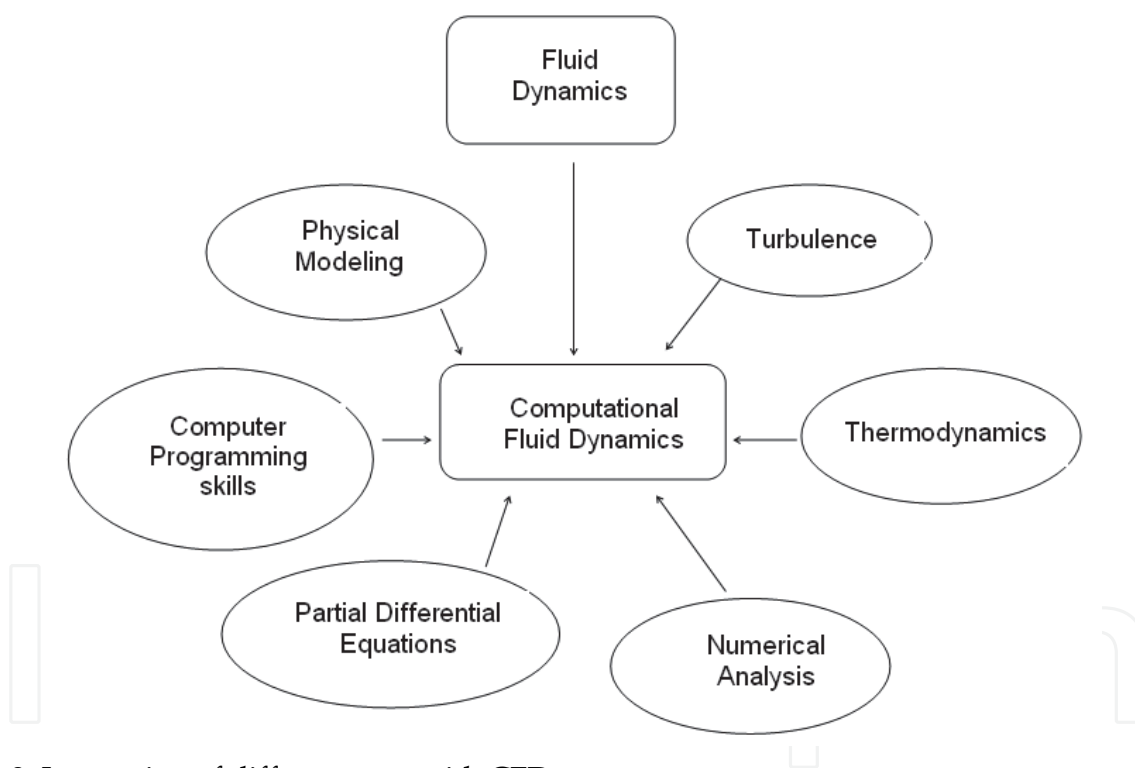 Fluid
Dynamics
Physical
Modeling
Turbulence
Computational
Fluid Dynamics
Computer
Programming
skills
Thermodynamics
Partial Differential
Equations
Numerical
Analysis